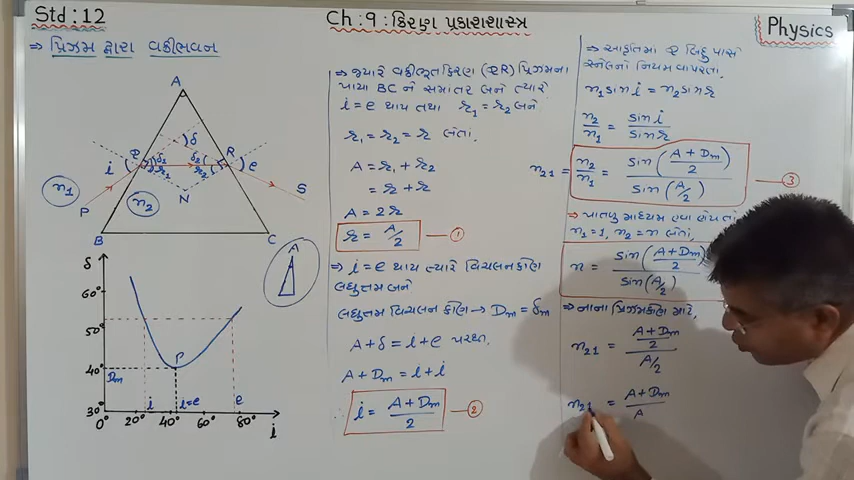 Std:12
Ch:9: કિરણ પ્રકાશશાસ્ત્ર
Physics
⇒ પ્રિઝમ દ્વારા વક્રીભવન
A
δ
i
Q
δ₁
δ₂
R
e
r₁
r₂
n₁
n₂
N
P
S
B
C
A
δ
60°
50°
40°
30°
Dm
P
0°
20°
40°
60°
80°
i
i=e
e
i
⇒ જ્યારે વક્રીભૂતકિરણ (QR) પ્રિઝમના
પાયા BC ને સમાંતર બને ત્યારે
i = e થાય તથા r₁ = r₂ બને
r₁ = r₂ = r લેતાં,
A = r₁ + r₂
= r + r
A = 2r
r = A/2 — ①
⇒ i = e થાય ત્યારે વિચલનકોણ
લઘુત્તમ બને
લઘુત્તમ વિચલન કોણ → Dm = δm
A + δ = i + e પરથી,
A + Dm = i + i
∴ i = (A + Dm)/2 — ②
⇒ આકૃતિમાં Q બિંદુ પાસે
સ્નેલનો નિયમ વાપરતાં,
n₁ sin i = n₂ sin r
n₂/n₁ = sin i / sin r
n₂₁ = n₂/n₁ = sin((A + Dm)/2) / sin(A/2) — ③
n₁ = 1, n₂ = n લેતાં,
n = sin((A + Dm)/2) / sin(A/2)
⇒ નાના પ્રિઝમકોણ માટે,
n₂₁ = ((A + Dm)/2) / (A/2)
n₂₁ = (A + Dm)/A